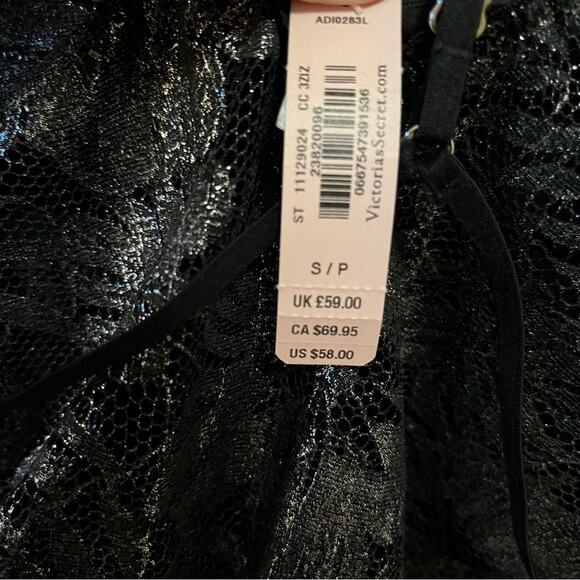 ADI0283L
ST 11129024 CC 3ZIZ
23820096
0667547391536
VictoriasSecret.com
S / P
UK £59.00
CA $69.95
US $58.00